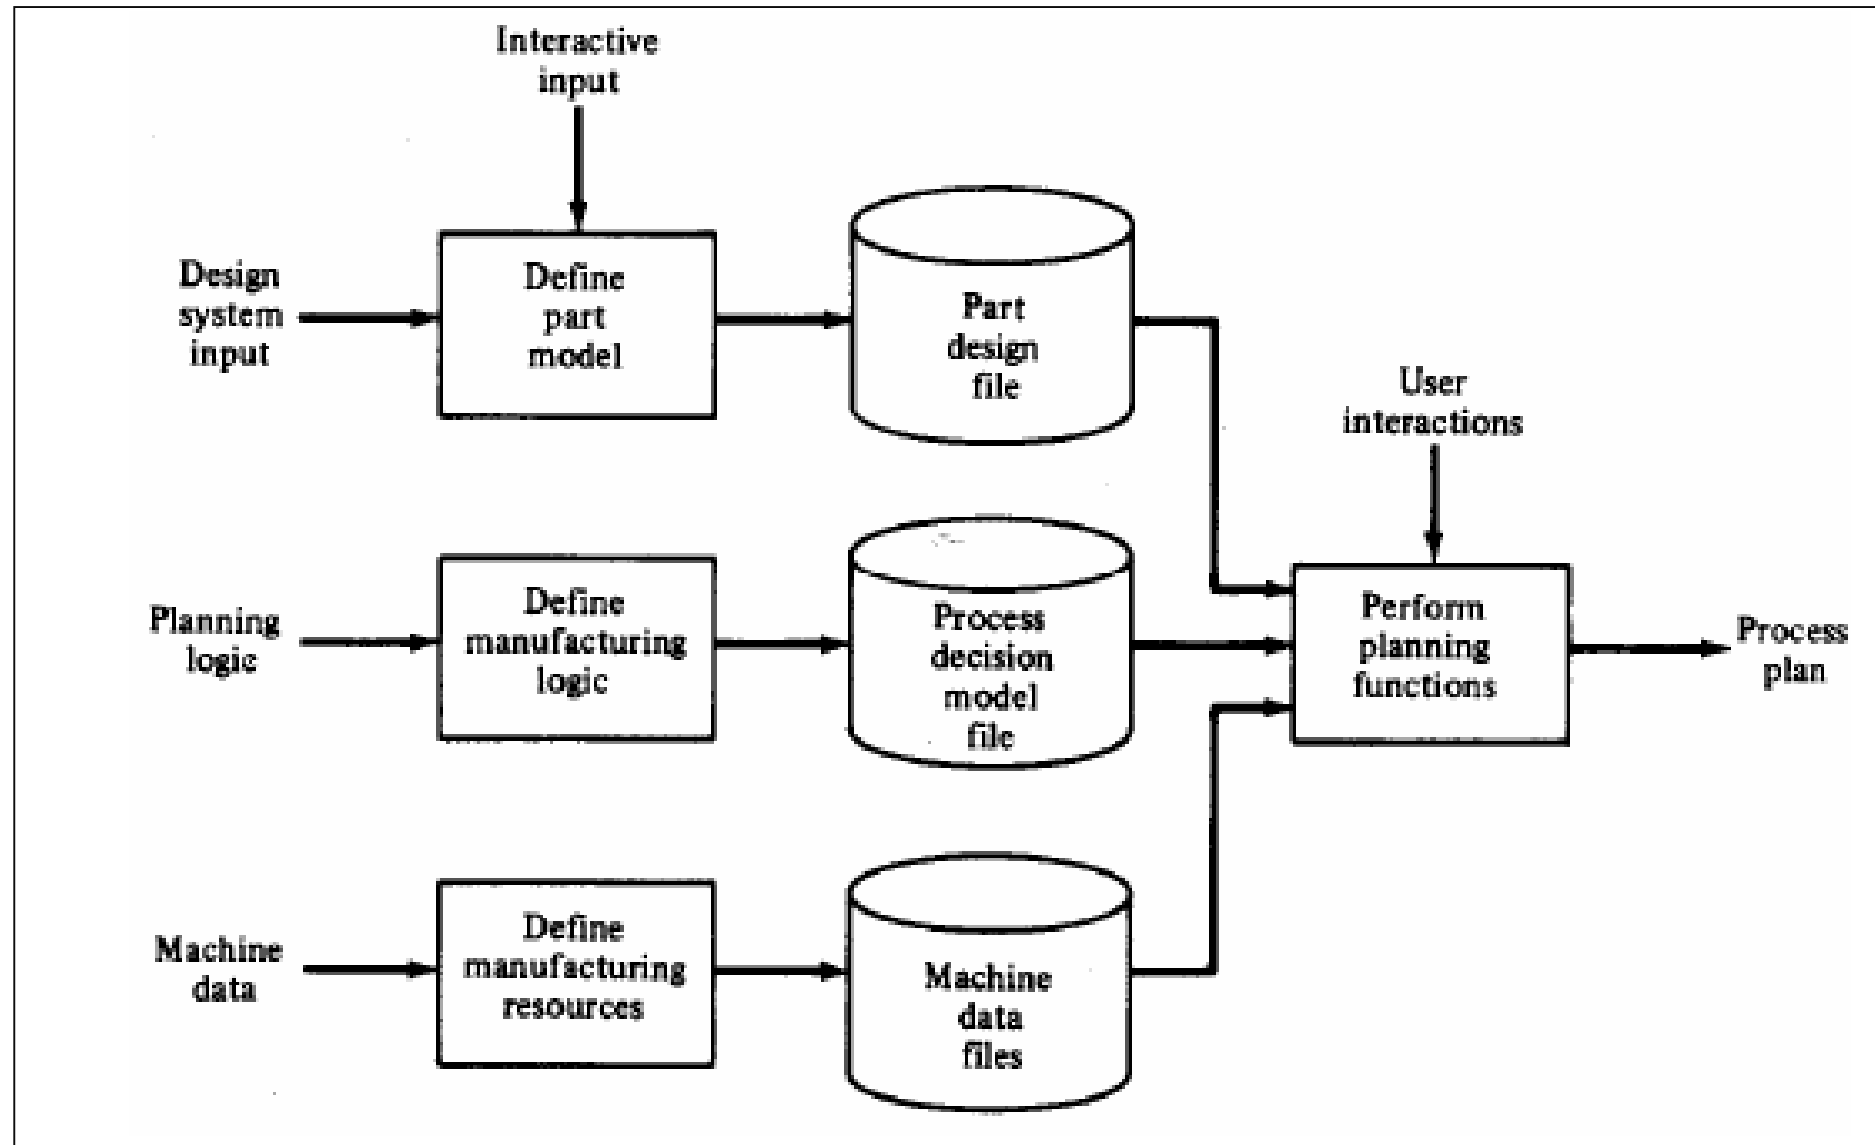 Interactive
input
Design
system
input
Define
part
model
Part
design
file
User
interactions
Planning
logic
Define
manufacturing
logic
Process
decision
model
file
Perform
planning
functions
Process
plan
Machine
data
Define
manufacturing
resources
Machine
data
files